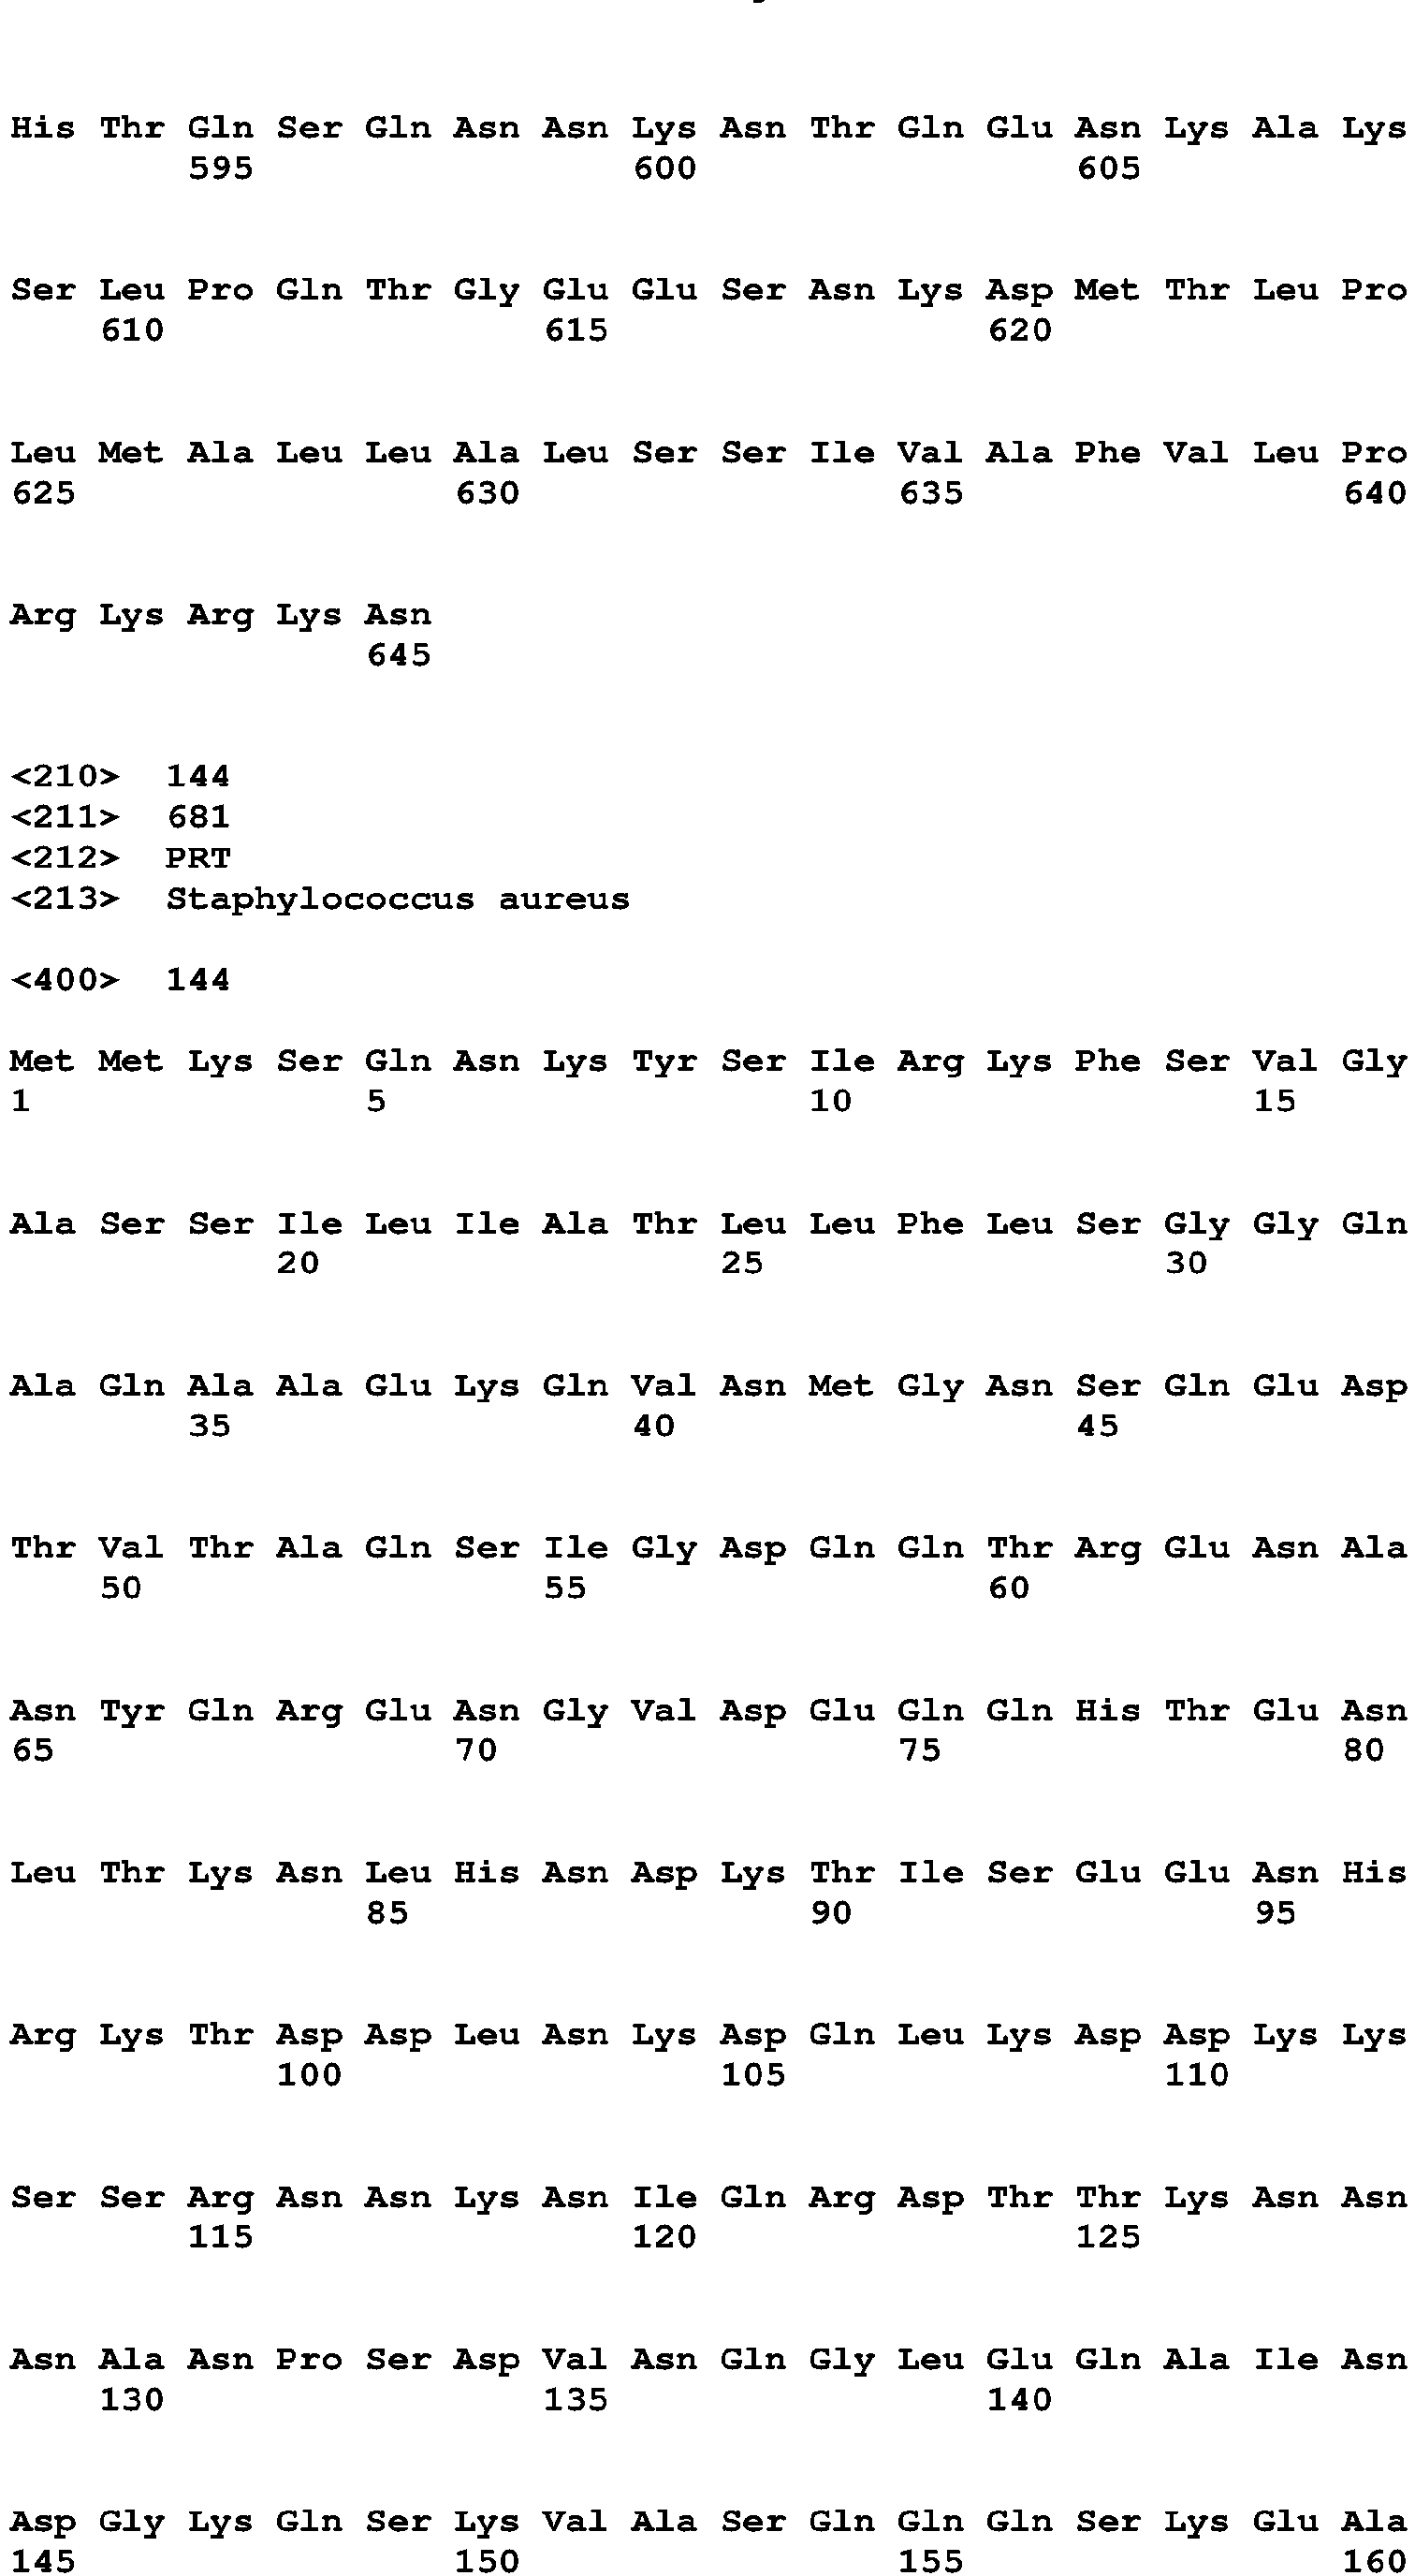 His Thr Gln Ser Gln Asn Asn Lys Asn Thr Gln Glu Asn Lys Ala Lys
595 600 605
Ser Leu Pro Gln Thr Gly Glu Glu Ser Asn Lys Asp Met Thr Leu Pro
610 615 620
Leu Met Ala Leu Leu Ala Leu Ser Ser Ile Val Ala Phe Val Leu Pro
625 630 635 640
Arg Lys Arg Lys Asn
645
<210> 144
<211> 681
<212> PRT
<213> Staphylococcus aureus
<400> 144
Met Met Lys Ser Gln Asn Lys Tyr Ser Ile Arg Lys Phe Ser Val Gly
1 5 10 15
Ala Ser Ser Ile Leu Ile Ala Thr Leu Leu Phe Leu Ser Gly Gly Gln
20 25 30
Ala Gln Ala Ala Glu Lys Gln Val Asn Met Gly Asn Ser Gln Glu Asp
35 40 45
Thr Val Thr Ala Gln Ser Ile Gly Asp Gln Gln Thr Arg Glu Asn Ala
50 55 60
Asn Tyr Gln Arg Glu Asn Gly Val Asp Glu Gln Gln His Thr Glu Asn
65 70 75 80
Leu Thr Lys Asn Leu His Asn Asp Lys Thr Ile Ser Glu Glu Asn His
85 90 95
Arg Lys Thr Asp Asp Leu Asn Lys Asp Gln Leu Lys Asp Asp Lys Lys
100 105 110
Ser Ser Arg Asn Asn Lys Asn Ile Gln Arg Asp Thr Thr Lys Asn Asn
115 120 125
Asn Ala Asn Pro Ser Asp Val Asn Gln Gly Leu Glu Gln Ala Ile Asn
130 135 140
Asp Gly Lys Gln Ser Lys Val Ala Ser Gln Gln Gln Ser Lys Glu Ala
145 150 155 160